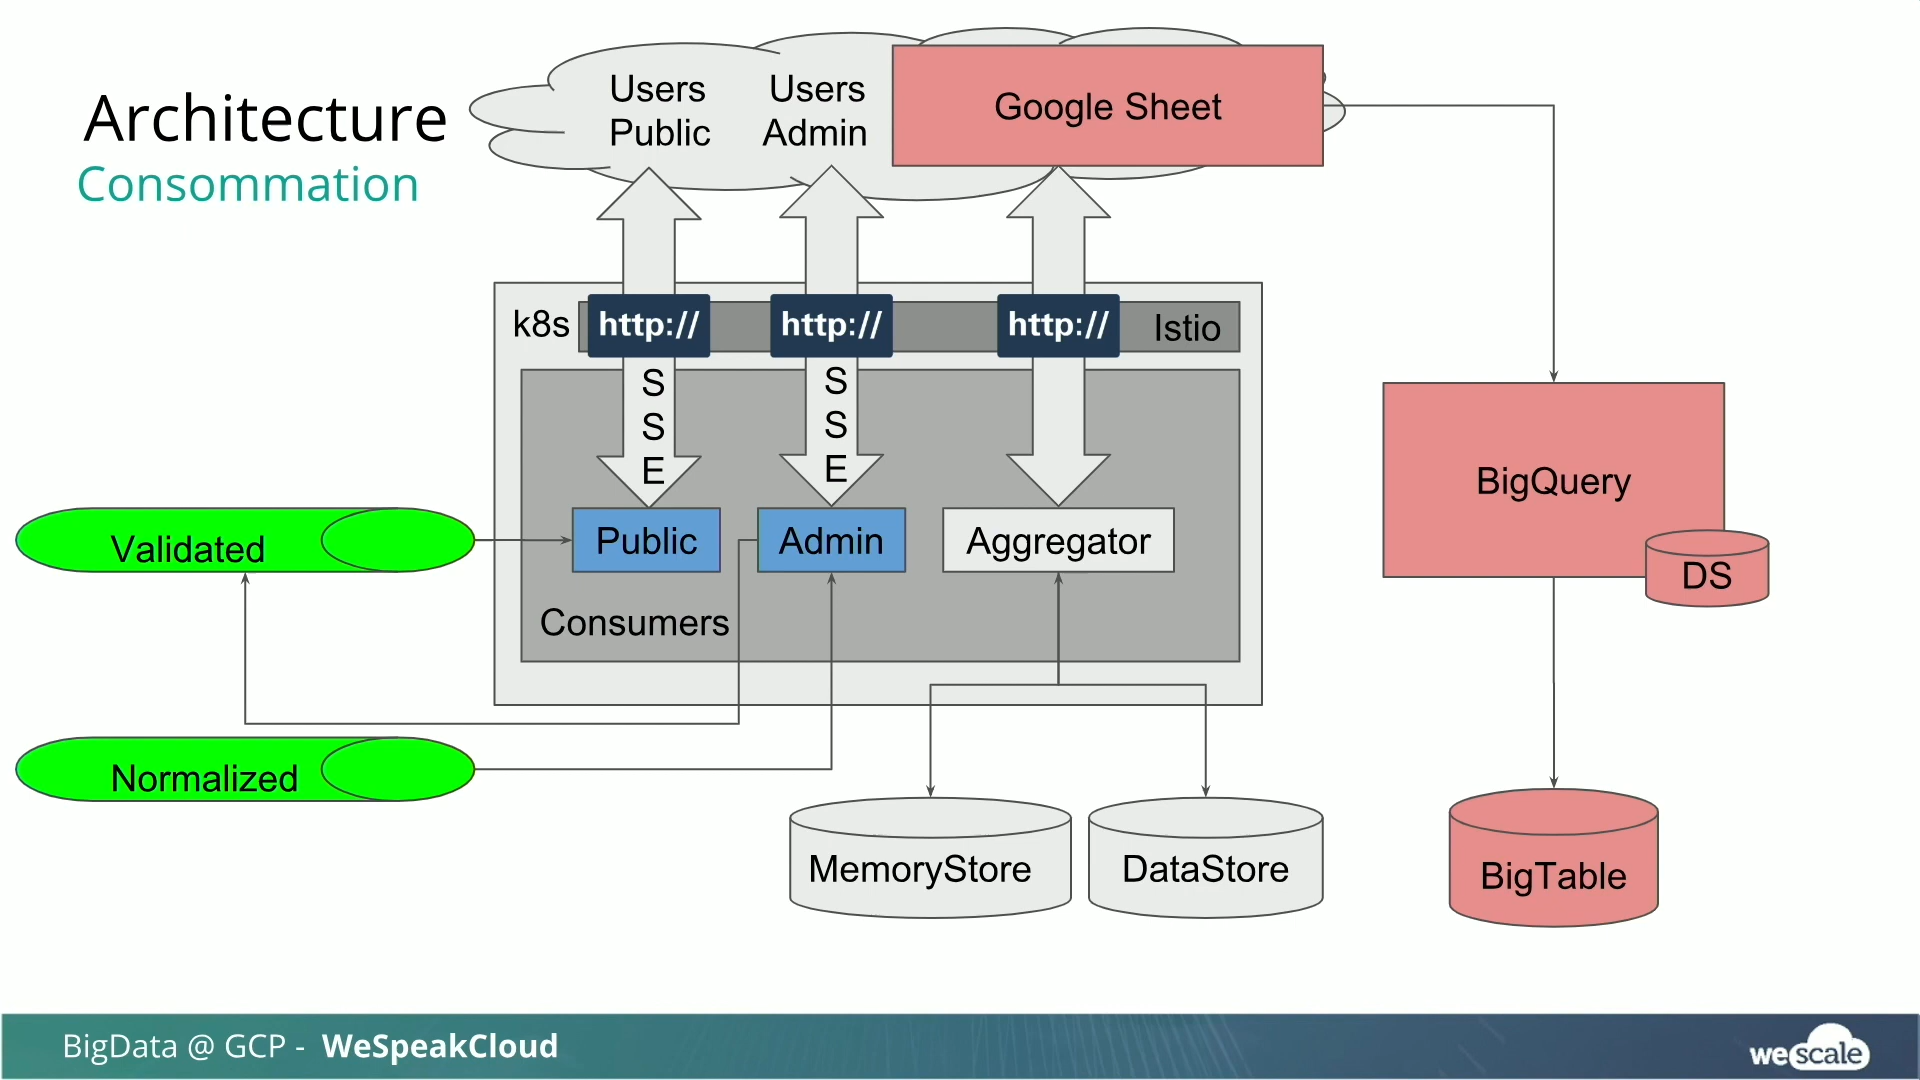 Architecture
Consommation
Users
Public
Users
Admin
Google Sheet
k8s
http://
http://
http://
Istio
S
S
E
S
S
E
Validated
Public
Admin
Aggregator
Consumers
BigQuery
DS
Normalized
MemoryStore
DataStore
BigTable
BigData @ GCP - WeSpeakCloud
wescale